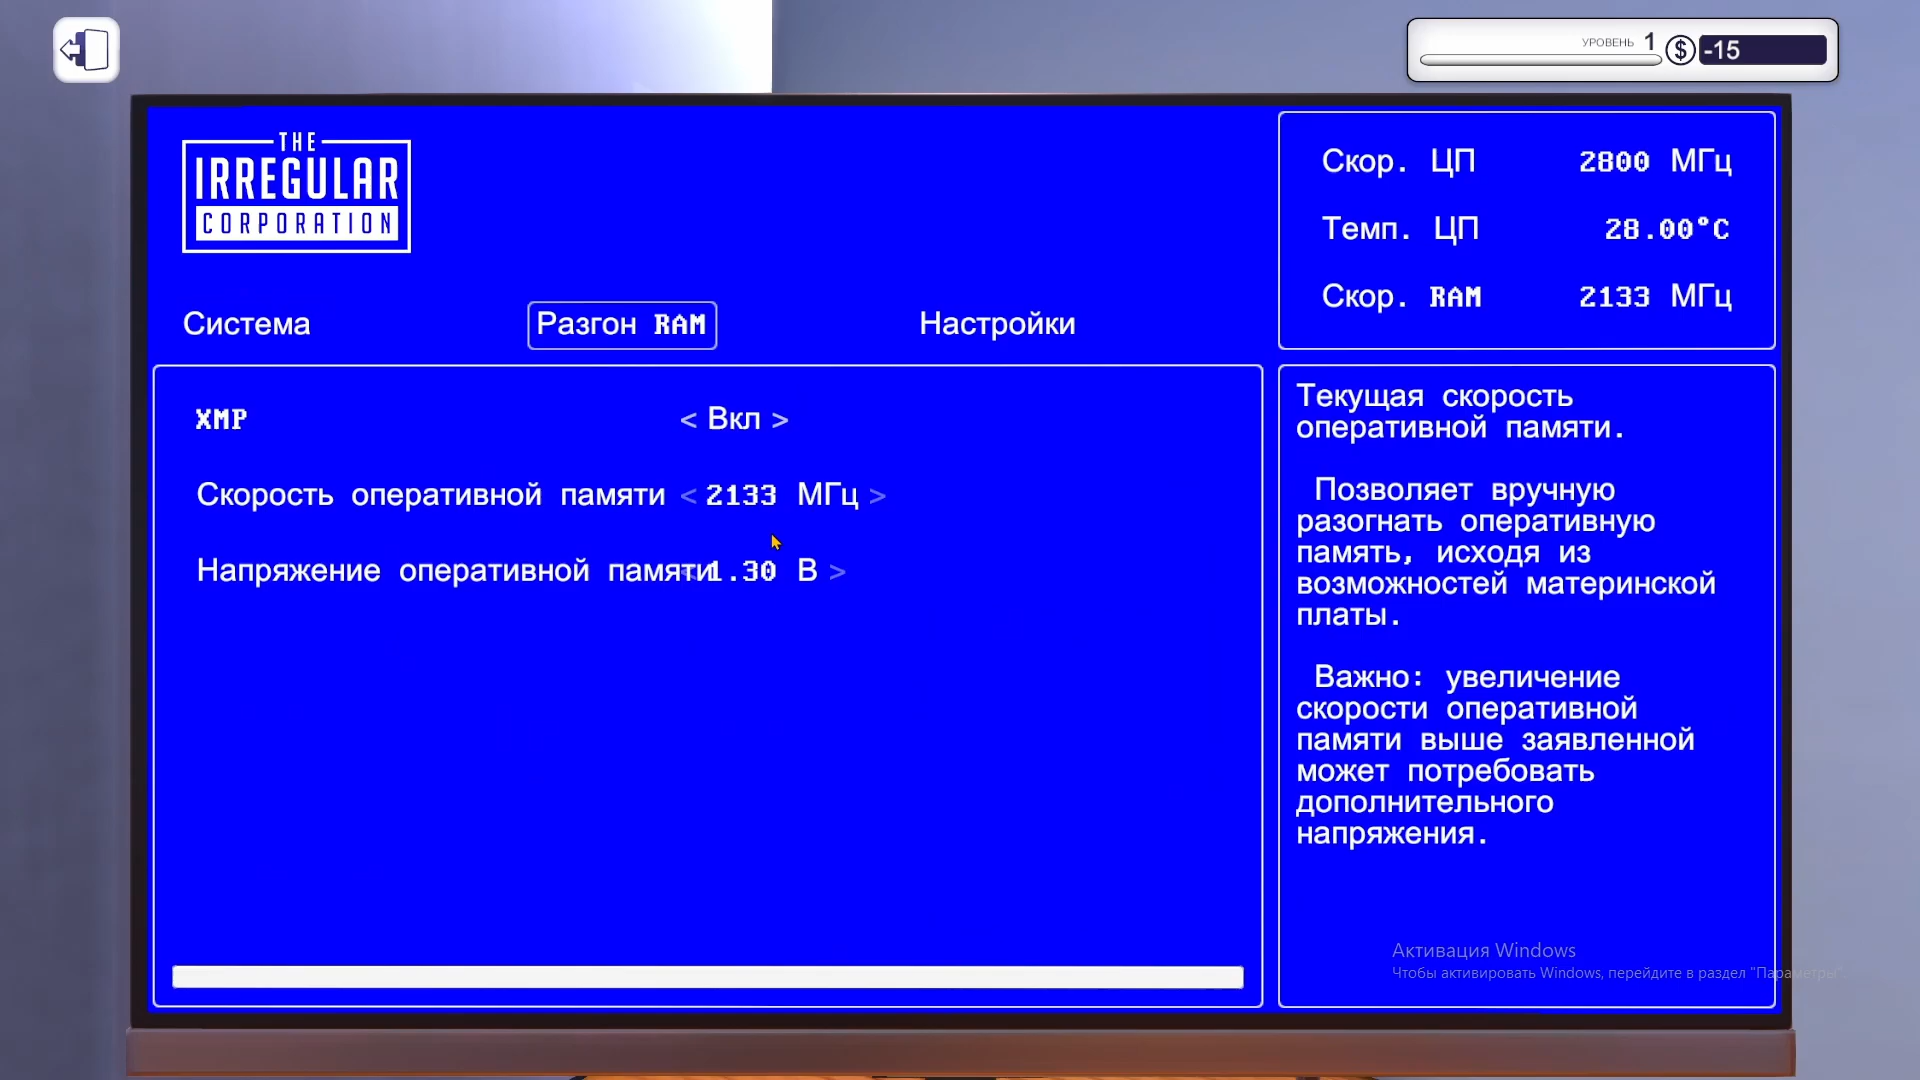 УРОВЕНЬ 1 $ -15
THE
IRREGULAR
CORPORATION
Скор. ЦП 2800 МГц
Темп. ЦП 28.00°C
Скор. RAM 2133 МГц
Система Разгон RAM Настройки
XMP < Вкл >
Скорость оперативной памяти < 2133 МГц >
Напряжение оперативной памяти < 1.30 В >
Текущая скорость
оперативной памяти.
Позволяет вручную
разогнать оперативную
память, исходя из
возможностей материнской
платы.
Важно: увеличение
скорости оперативной
памяти выше заявленной
может потребовать
дополнительного
напряжения.
Активация Windows
Чтобы активировать Windows, перейдите в раздел "Параметры".